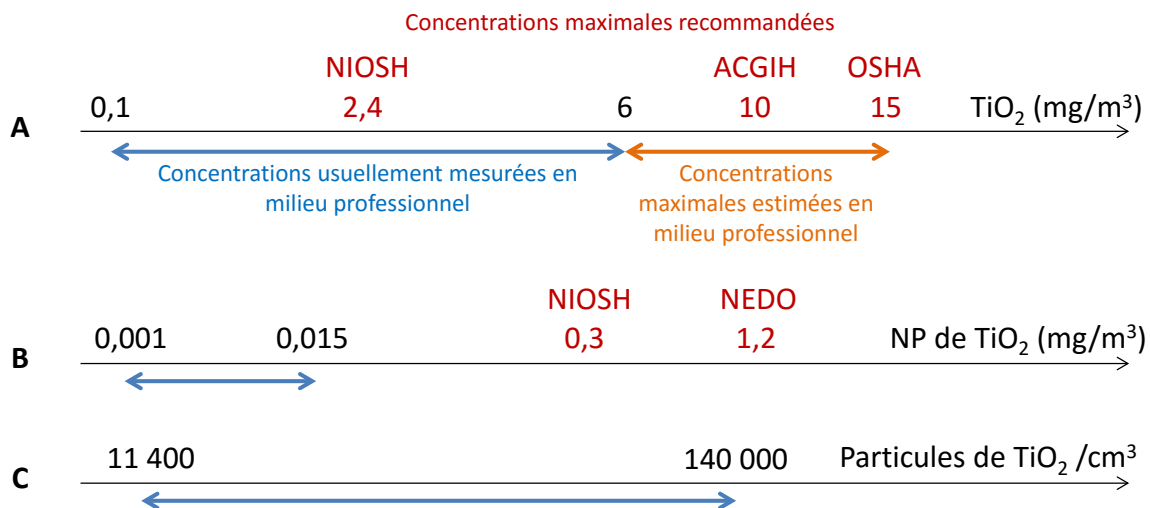 Concentrations maximales recommandées
NIOSH ACGIH OSHA
0,1 2,4 6 10 15 TiO₂ (mg/m³)
A
Concentrations usuellement mesurées en
milieu professionnel
Concentrations
maximales estimées en
milieu professionnel
NIOSH NEDO
0,001 0,015 0,3 1,2 NP de TiO₂ (mg/m³)
B
11 400 140 000 Particules de TiO₂ /cm³
C